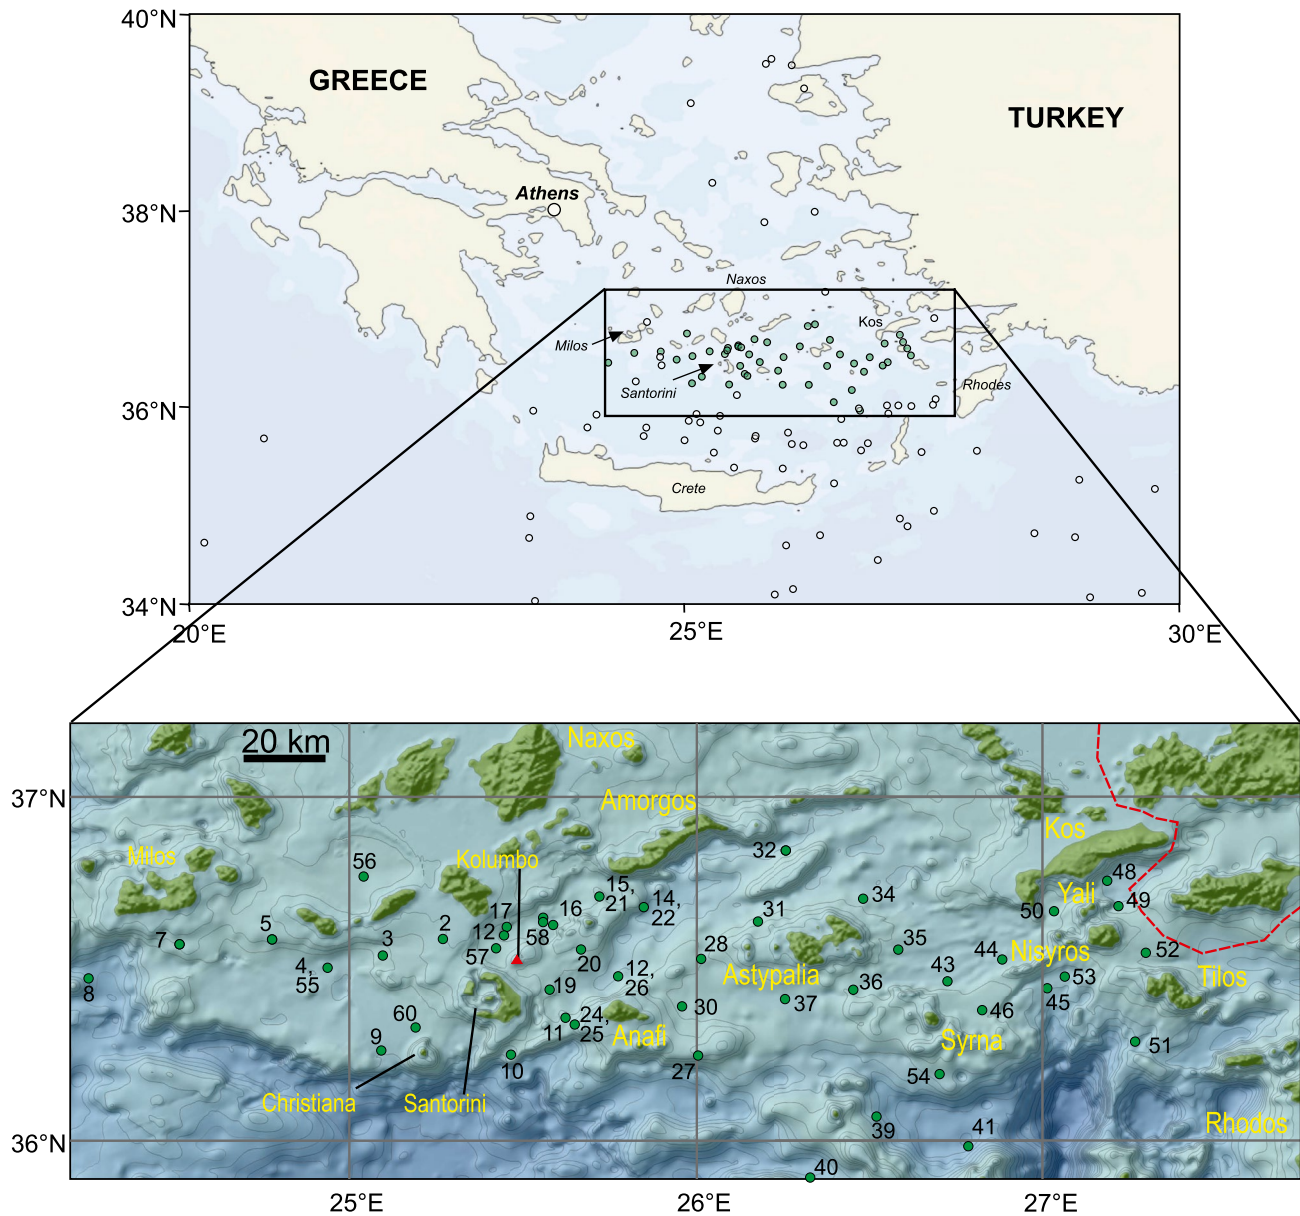 40°N
GREECE
TURKEY
Athens
38°N
Naxos
Kos
Milos
Santorini
Rhodes
36°N
Crete
34°N
20°E
25°E
30°E
20 km
Naxos
37°N
Amorgos
Kos
Milos
56
Kolumbo
32
48
15,
21
14,
22
34
Yali
49
7
5
3
2
17
12
57
16
58
31
50
20
28
35
44
Nisyros
52
4,
55
Astypalia
Tilos
8
19
12,
26
30
37
36
43
53
45
46
60
24,
25
11
Anafi
Syrna
51
9
10
27
54
Christiana
Santorini
39
41
Rhodos
36°N
40
25°E
26°E
27°E